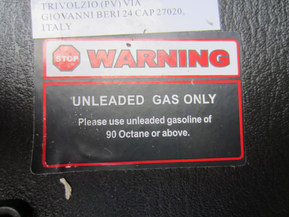 TRIVOLZIO (PV) VIA
GIOVANNI BERI 24 CAP 27020,
ITALY
STOP WARNING
UNLEADED GAS ONLY
Please use unleaded gasoline of
90 Octane or above.